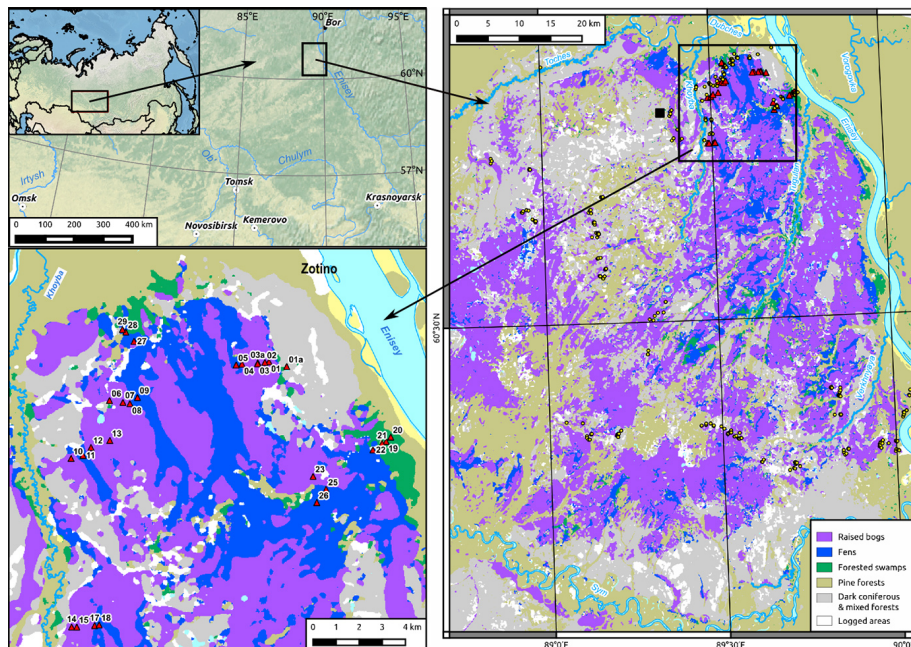 85°E
90°E
95°E
Bor
60°N
Enisey
57°N
Ob'
Chulym
Irtysh
Tomsk
Omsk
Krasnoyarsk
Kemerovo
Novosibirsk
0 100 200 300 400 km
Khoyba
Zotino
Enisey
29
28
27
05
03a
02
01a
04
03
01
06
07
09
08
13
12
10
11
20
21
19
22
23
25
26
14
15
17
18
0 1 2 3 4 km
0 5 10 15 20 km
Dubches
Toches
Vorogovka
Khoyba
Enisey
60°30'N
Sym
Raised bogs
Fens
Forested swamps
Pine forests
Dark coniferous
& mixed forests
Logged areas
89°0'E
89°30'E
90°0